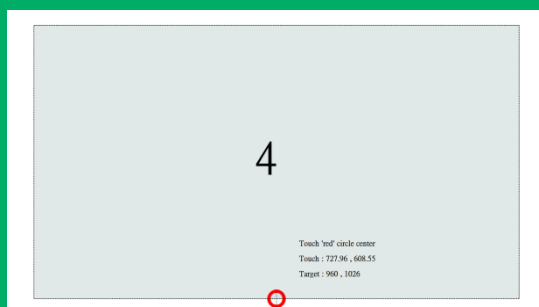 4
Touch 'red' circle center
Touch : 727.96 , 608.55
Target : 960 , 1026